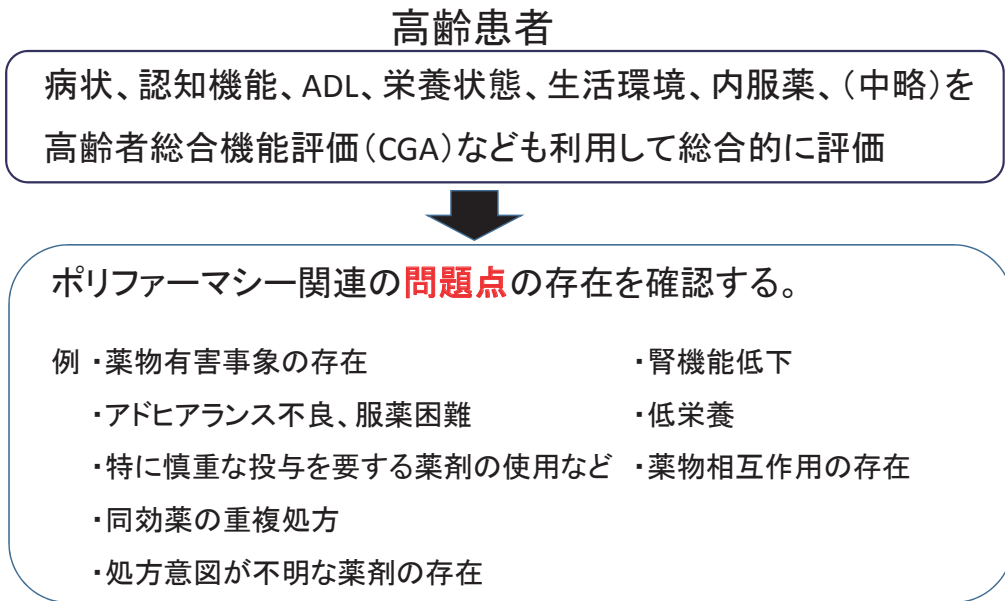 高齢患者
病状、認知機能、ADL、栄養状態、生活環境、内服薬、（中略）を
高齢者総合機能評価（CGA）なども利用して総合的に評価
ポリファーマシー関連の問題点の存在を確認する。
例 ・薬物有害事象の存在
・アドヒアランス不良、服薬困難
・特に慎重な投与を要する薬剤の使用など
・同効薬の重複処方
・処方意図が不明な薬剤の存在
・腎機能低下
・低栄養
・薬物相互作用の存在